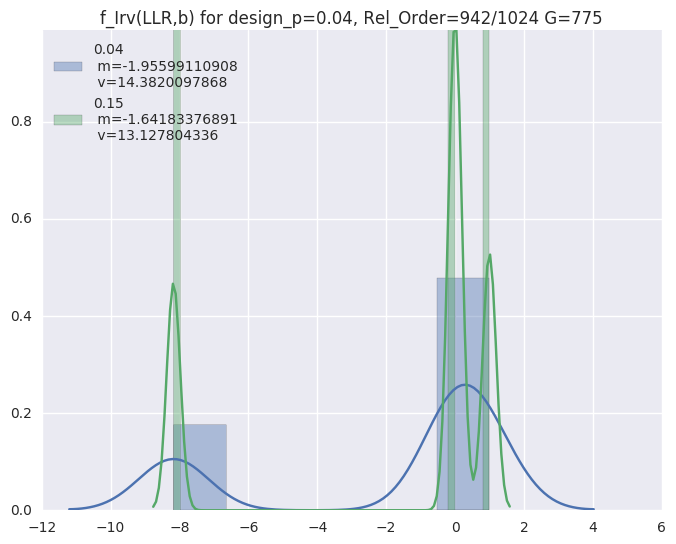 f_Irv(LLR,b) for design_p=0.04, Rel_Order=942/1024 G=775
0.04
m=-1.95599110908
v=14.3820097868
0.15
m=-1.64183376891
v=13.127804336
0.8
0.6
0.4
0.2
0.0
−12 −10 −8 −6 −4 −2 0 2 4 6